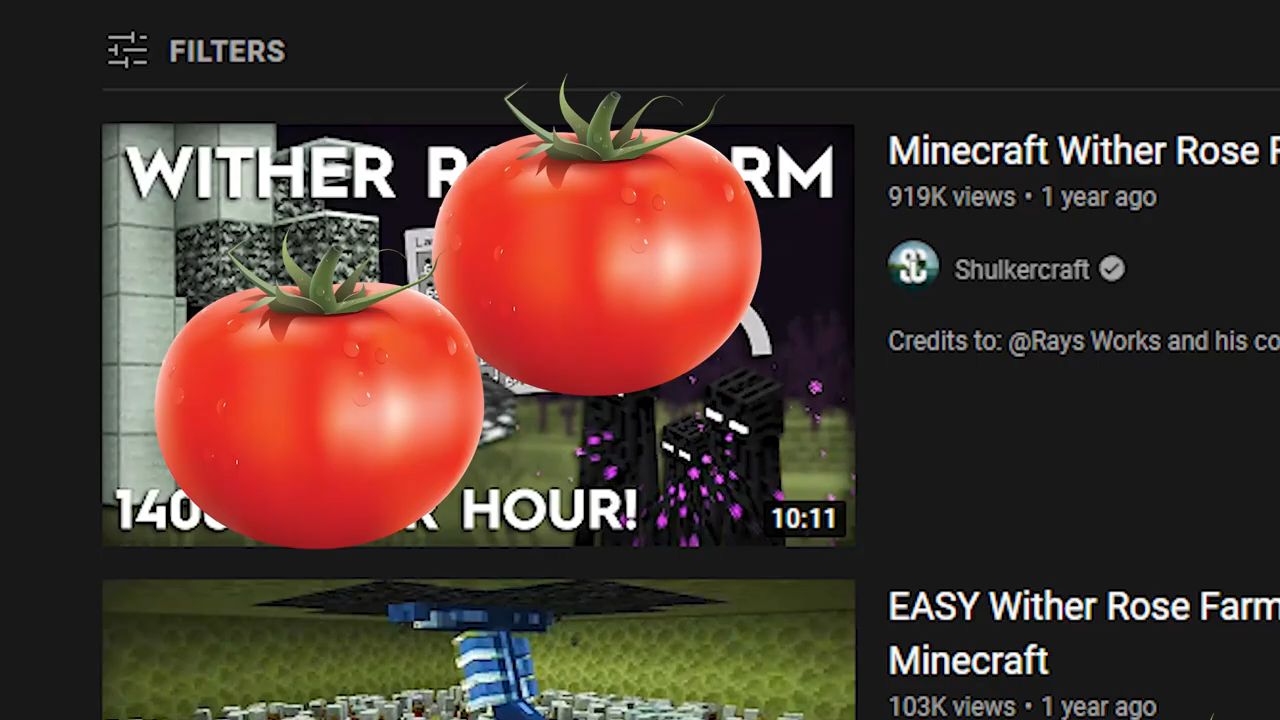 FILTERS
WITHER R RM
La
HOUR!
10:11
Minecraft Wither Rose F
919K views • 1 year ago
Shulkercraft
Credits to: @Rays Works and his co
EASY Wither Rose Farm
Minecraft
103K views • 1 year ago